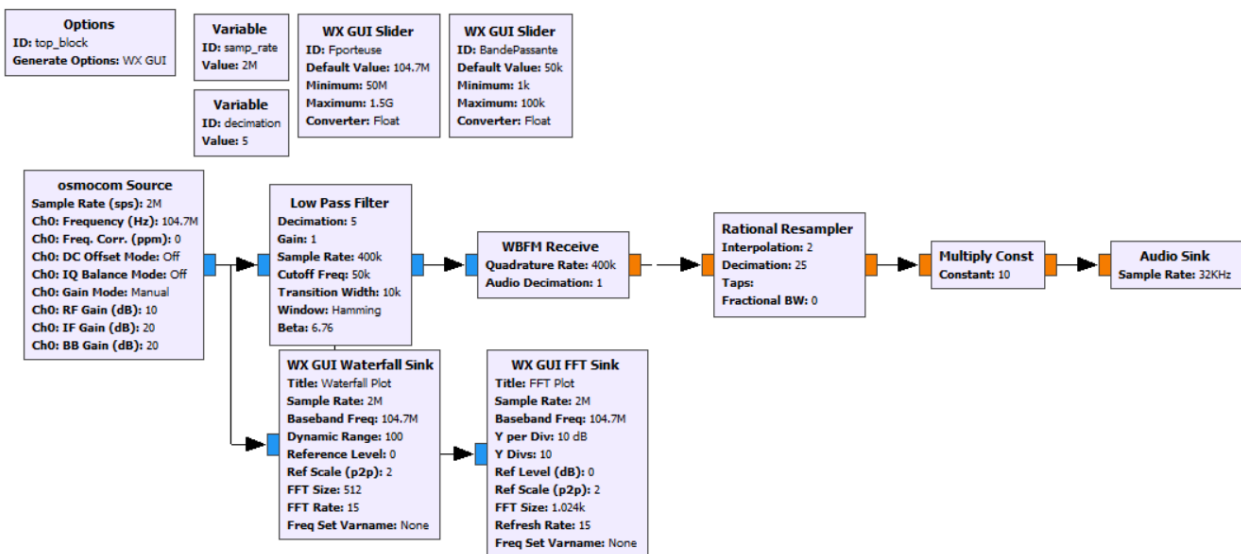 Options
ID: top_block
Generate Options: WX GUI
Variable
ID: samp_rate
Value: 2M
Variable
ID: decimation
Value: 5
WX GUI Slider
ID: Fporteuse
Default Value: 104.7M
Minimum: 50M
Maximum: 1.5G
Converter: Float
WX GUI Slider
ID: BandePassante
Default Value: 50k
Minimum: 1k
Maximum: 100k
Converter: Float
osmocom Source
Sample Rate (sps): 2M
Ch0: Frequency (Hz): 104.7M
Ch0: Freq. Corr. (ppm): 0
Ch0: DC Offset Mode: Off
Ch0: IQ Balance Mode: Off
Ch0: Gain Mode: Manual
Ch0: RF Gain (dB): 10
Ch0: IF Gain (dB): 20
Ch0: BB Gain (dB): 20
Low Pass Filter
Decimation: 5
Gain: 1
Sample Rate: 400k
Cutoff Freq: 50k
Transition Width: 10k
Window: Hamming
Beta: 6.76
WBFM Receive
Quadrature Rate: 400k
Audio Decimation: 1
Rational Resampler
Interpolation: 2
Decimation: 25
Taps:
Fractional BW: 0
Multiply Const
Constant: 10
Audio Sink
Sample Rate: 32KHz
WX GUI Waterfall Sink
Title: Waterfall Plot
Sample Rate: 2M
Baseband Freq: 104.7M
Dynamic Range: 100
Reference Level: 0
Ref Scale (p2p): 2
FFT Size: 512
FFT Rate: 15
Freq Set Varname: None
WX GUI FFT Sink
Title: FFT Plot
Sample Rate: 2M
Baseband Freq: 104.7M
Y per Div: 10 dB
Y Divs: 10
Ref Level (dB): 0
Ref Scale (p2p): 2
FFT Size: 1.024k
Refresh Rate: 15
Freq Set Varname: None